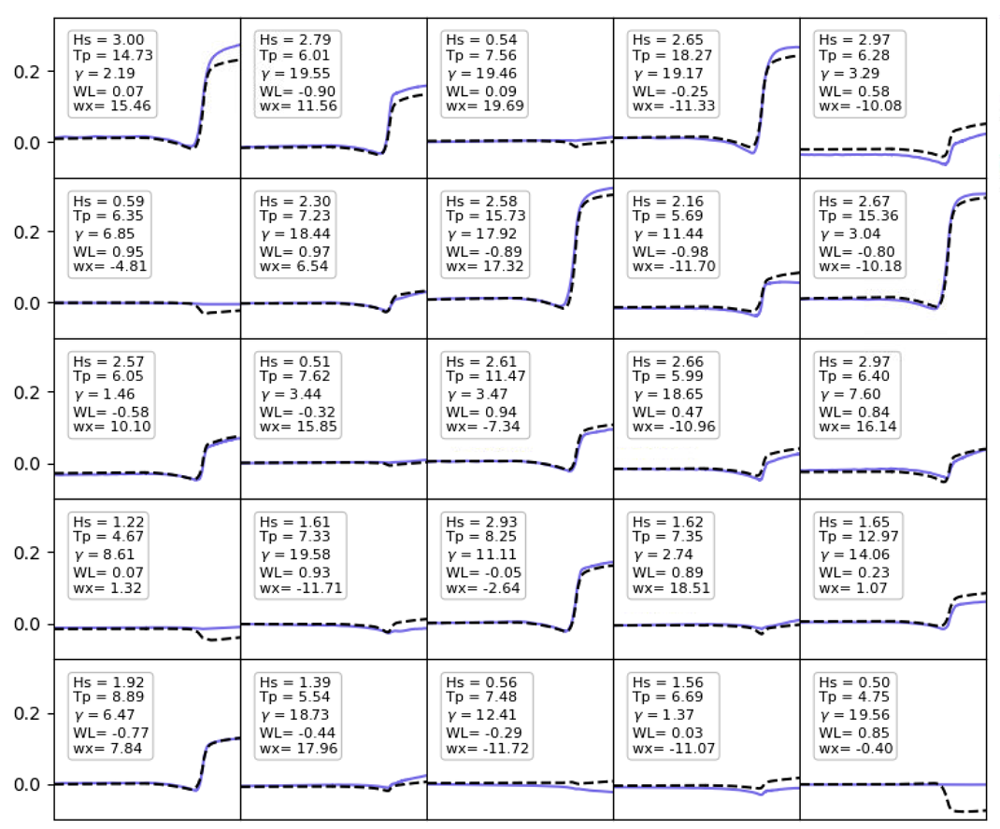 0.2
0.0
Hs = 3.00
Tp = 14.73
γ = 2.19
WL= 0.07
wx= 15.46
Hs = 2.79
Tp = 6.01
γ = 19.55
WL= -0.90
wx= 11.56
Hs = 0.54
Tp = 7.56
γ = 19.46
WL= 0.09
wx= 19.69
Hs = 2.65
Tp = 18.27
γ = 19.17
WL= -0.25
wx= -11.33
Hs = 2.97
Tp = 6.28
γ = 3.29
WL= 0.58
wx= -10.08
0.2
0.0
Hs = 0.59
Tp = 6.35
γ = 6.85
WL= 0.95
wx= -4.81
Hs = 2.30
Tp = 7.23
γ = 18.44
WL= 0.97
wx= 6.54
Hs = 2.58
Tp = 15.73
γ = 17.92
WL= -0.89
wx= 17.32
Hs = 2.16
Tp = 5.69
γ = 11.44
WL= -0.98
wx= -11.70
Hs = 2.67
Tp = 15.36
γ = 3.04
WL= -0.80
wx= -10.18
0.2
0.0
Hs = 2.57
Tp = 6.05
γ = 1.46
WL= -0.58
wx= 10.10
Hs = 0.51
Tp = 7.62
γ = 3.44
WL= -0.32
wx= 15.85
Hs = 2.61
Tp = 11.47
γ = 3.47
WL= 0.94
wx= -7.34
Hs = 2.66
Tp = 5.99
γ = 18.65
WL= 0.47
wx= -10.96
Hs = 2.97
Tp = 6.40
γ = 7.60
WL= 0.84
wx= 16.14
0.2
0.0
Hs = 1.22
Tp = 4.67
γ = 8.61
WL= 0.07
wx= 1.32
Hs = 1.61
Tp = 7.33
γ = 19.58
WL= 0.93
wx= -11.71
Hs = 2.93
Tp = 8.25
γ = 11.11
WL= -0.05
wx= -2.64
Hs = 1.62
Tp = 7.35
γ = 2.74
WL= 0.89
wx= 18.51
Hs = 1.65
Tp = 12.97
γ = 14.06
WL= 0.23
wx= 1.07
0.2
0.0
Hs = 1.92
Tp = 8.89
γ = 6.47
WL= -0.77
wx= 7.84
Hs = 1.39
Tp = 5.54
γ = 18.73
WL= -0.44
wx= 17.96
Hs = 0.56
Tp = 7.48
γ = 12.41
WL= -0.29
wx= -11.72
Hs = 1.56
Tp = 6.69
γ = 1.37
WL= 0.03
wx= -11.07
Hs = 0.50
Tp = 4.75
γ = 19.56
WL= 0.85
wx= -0.40